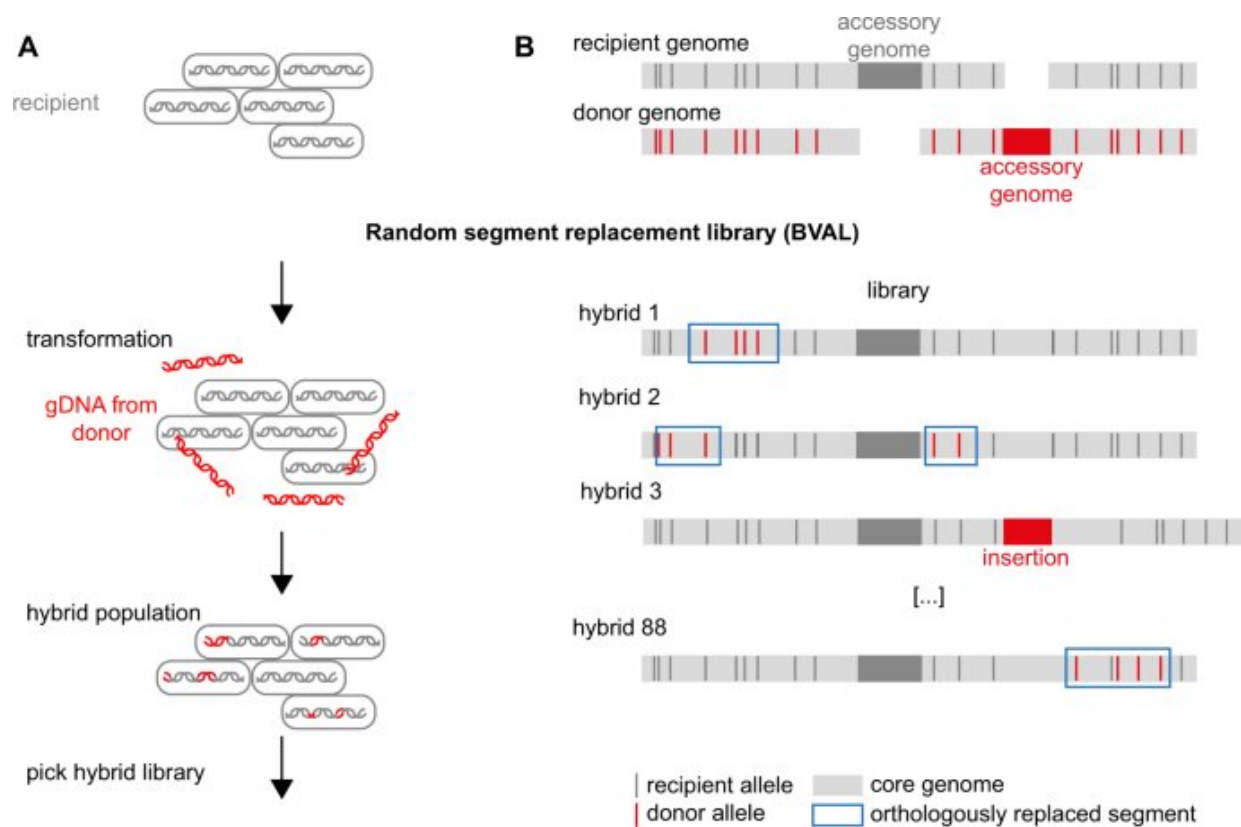 A
recipient
transformation
gDNA from
donor
hybrid population
pick hybrid library
B
recipient genome
accessory
genome
donor genome
accessory
genome
Random segment replacement library (BVAL)
library
hybrid 1
hybrid 2
hybrid 3
insertion
[...]
hybrid 88
recipient allele
core genome
donor allele
orthologously replaced segment